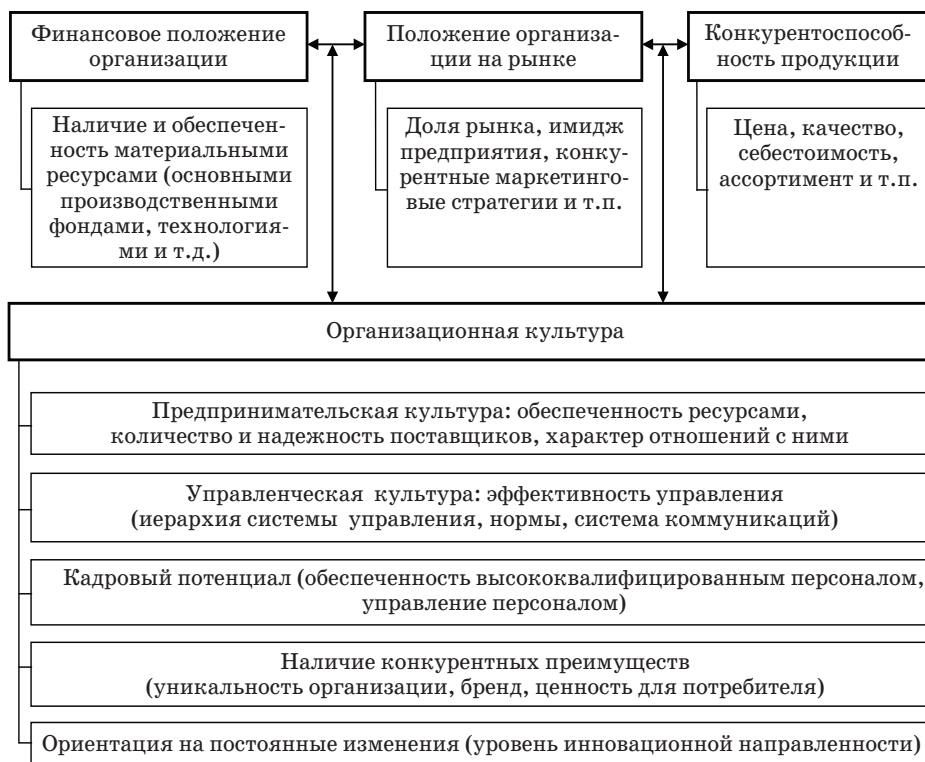 Финансовое положение
организации
Положение организа-
ции на рынке
Конкурентоспособ-
ность продукции
Наличие и обеспечен-
ность материальными
ресурсами (основными
производственными
фондами, технология-
ми и т.д.)
Доля рынка, имидж
предприятия, конку-
рентные маркетинго-
вые стратегии и т.п.
Цена, качество,
себестоимость,
ассортимент и т.п.
Организационная культура
Предпринимательская культура: обеспеченность ресурсами,
количество и надежность поставщиков, характер отношений с ними
Управленческая культура: эффективность управления
(иерархия системы управления, нормы, система коммуникаций)
Кадровый потенциал (обеспеченность высококвалифицированным персоналом,
управление персоналом)
Наличие конкурентных преимуществ
(уникальность организации, бренд, ценность для потребителя)
Ориентация на постоянные изменения (уровень инновационной направленности)